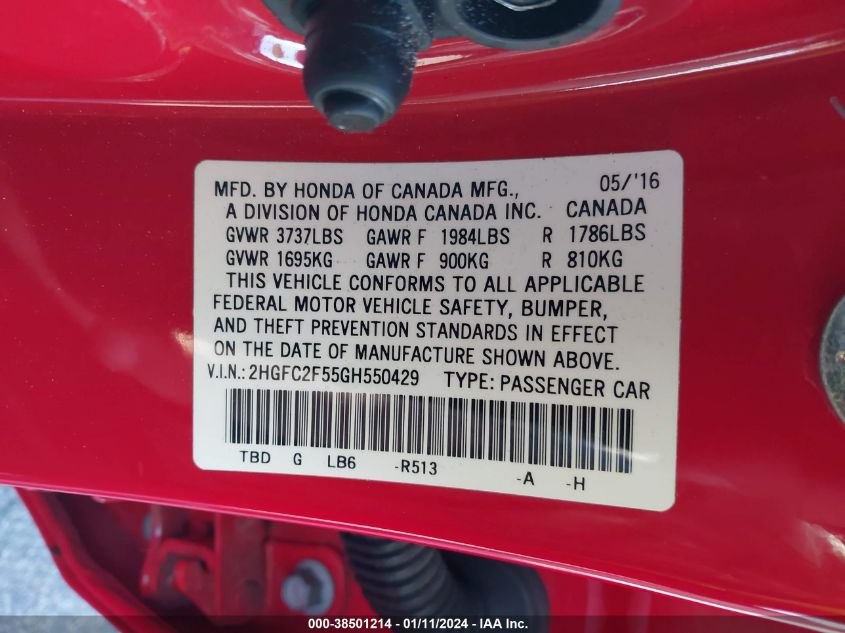 MFD. BY HONDA OF CANADA MFG., 05/'16
A DIVISION OF HONDA CANADA INC. CANADA
GVWR 3737LBS GAWR F 1984LBS R 1786LBS
GVWR 1695KG GAWR F 900KG R 810KG
THIS VEHICLE CONFORMS TO ALL APPLICABLE
FEDERAL MOTOR VEHICLE SAFETY, BUMPER,
AND THEFT PREVENTION STANDARDS IN EFFECT
ON THE DATE OF MANUFACTURE SHOWN ABOVE.
V.I.N.: 2HGFC2F55GH550429 TYPE: PASSENGER CAR
TBD G LB6 -R513 -A -H
000-38501214 - 01/11/2024 - IAA Inc.